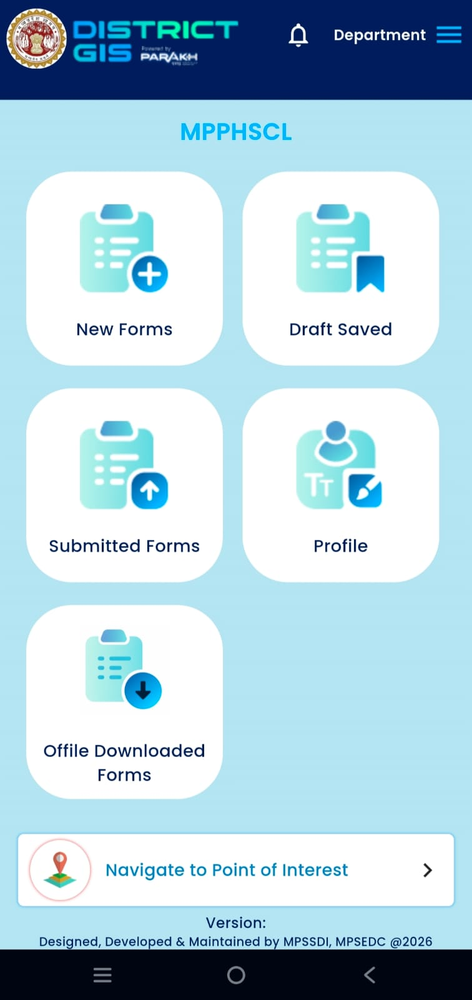 DISTRICT
GIS
Powered by
PARAKH
Department
MPPHSCL
New Forms
Draft Saved
Submitted Forms
Profile
Offile Downloaded
Forms
Navigate to Point of Interest
Version:
Designed, Developed & Maintained by MPSSDI, MPSEDC @2026